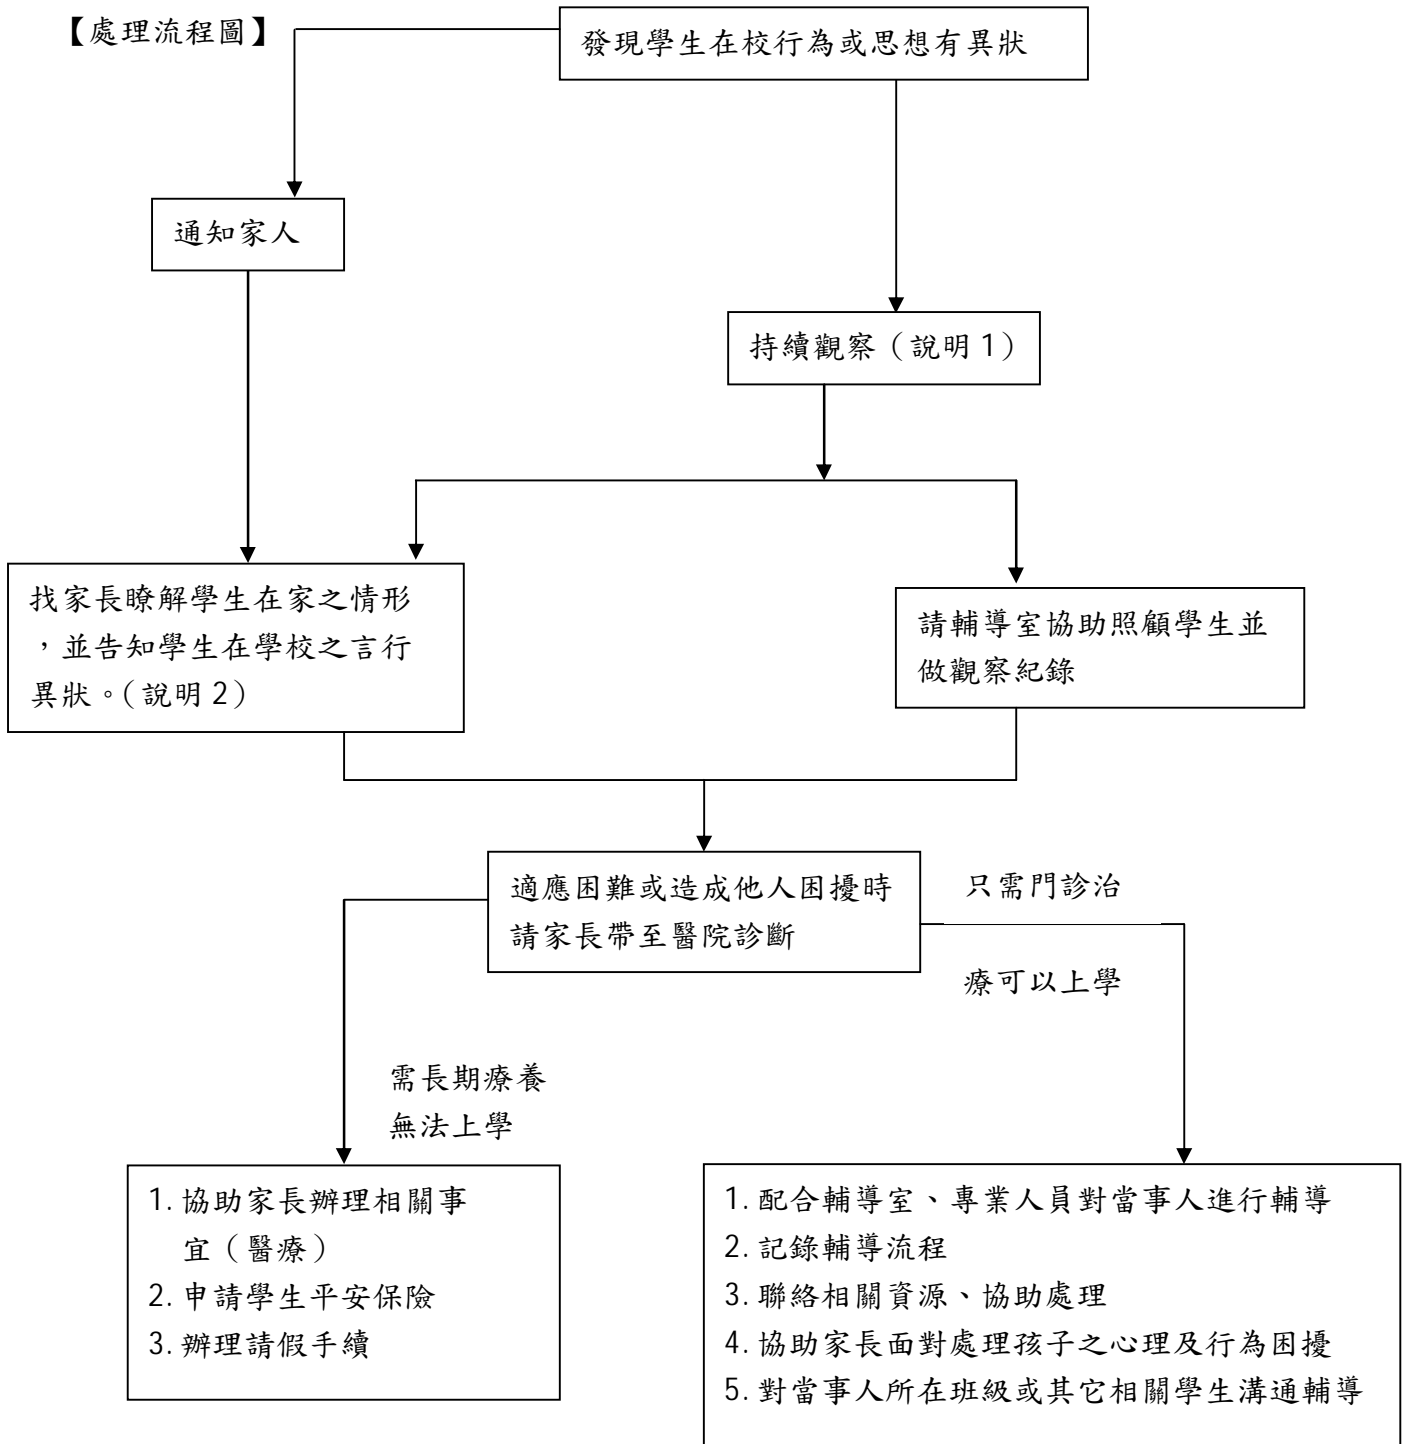 【處理流程圖】
發現學生在校行為或思想有異狀
通知家人
持續觀察（說明1）
找家長瞭解學生在家之情形
，並告知學生在學校之言行
異狀。（說明2）
請輔導室協助照顧學生並
做觀察紀錄
適應困難或造成他人困擾時
請家長帶至醫院診斷
只需門診治
療可以上學
需長期療養
無法上學
1.協助家長辦理相關事
宜（醫療）
2.申請學生平安保險
3.辦理請假手續
1.配合輔導室、專業人員對當事人進行輔導
2.記錄輔導流程
3.聯絡相關資源、協助處理
4.協助家長面對處理孩子之心理及行為困擾
5.對當事人所在班級或其它相關學生溝通輔導